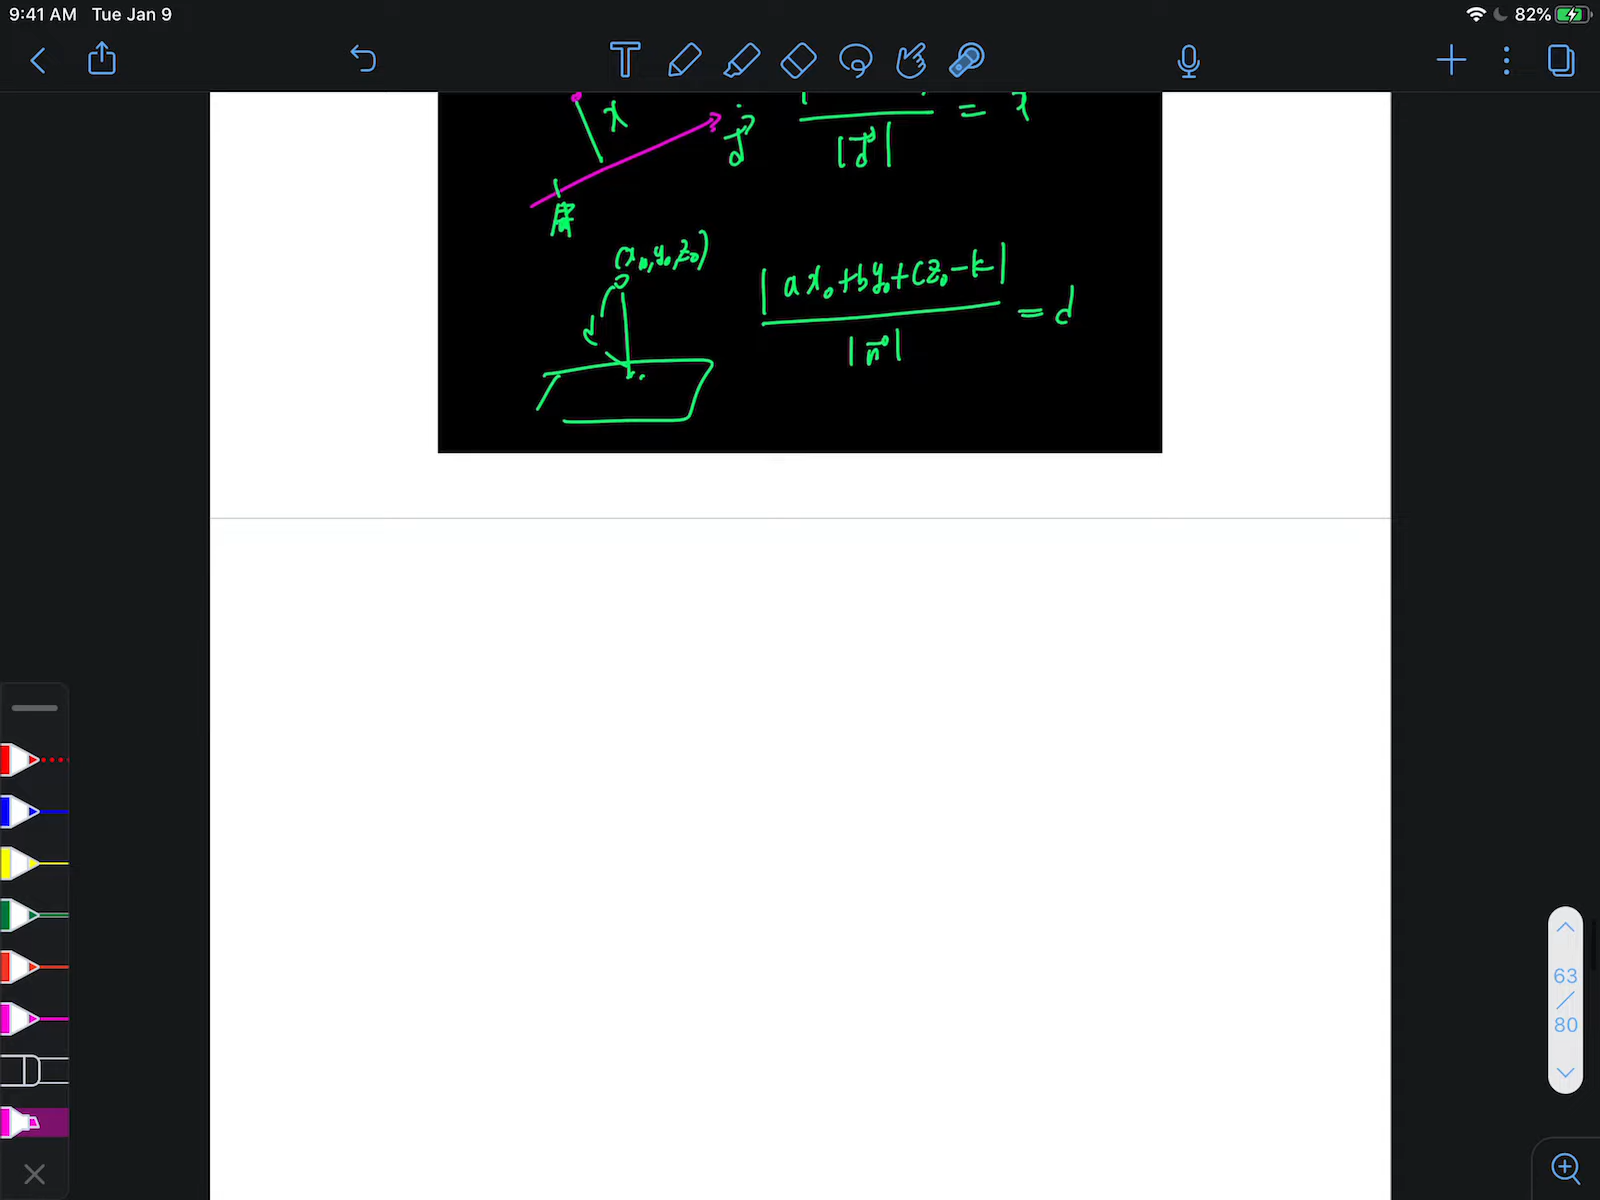 9:41 AM Tue Jan 9
82%
x
|d⃗|
=
(x₀,y₀,z₀)
|ax₀+by₀+cz₀-k|
= d
|n⃗|
d
63
/
80